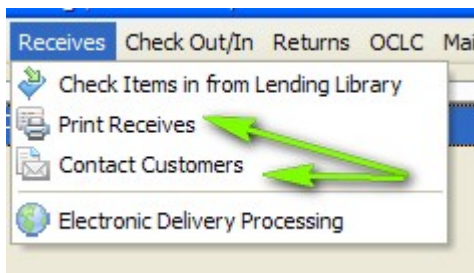 Receives Check Out/In Returns OCLC Mai
Check Items in from Lending Library
Print Receives
Contact Customers
Electronic Delivery Processing